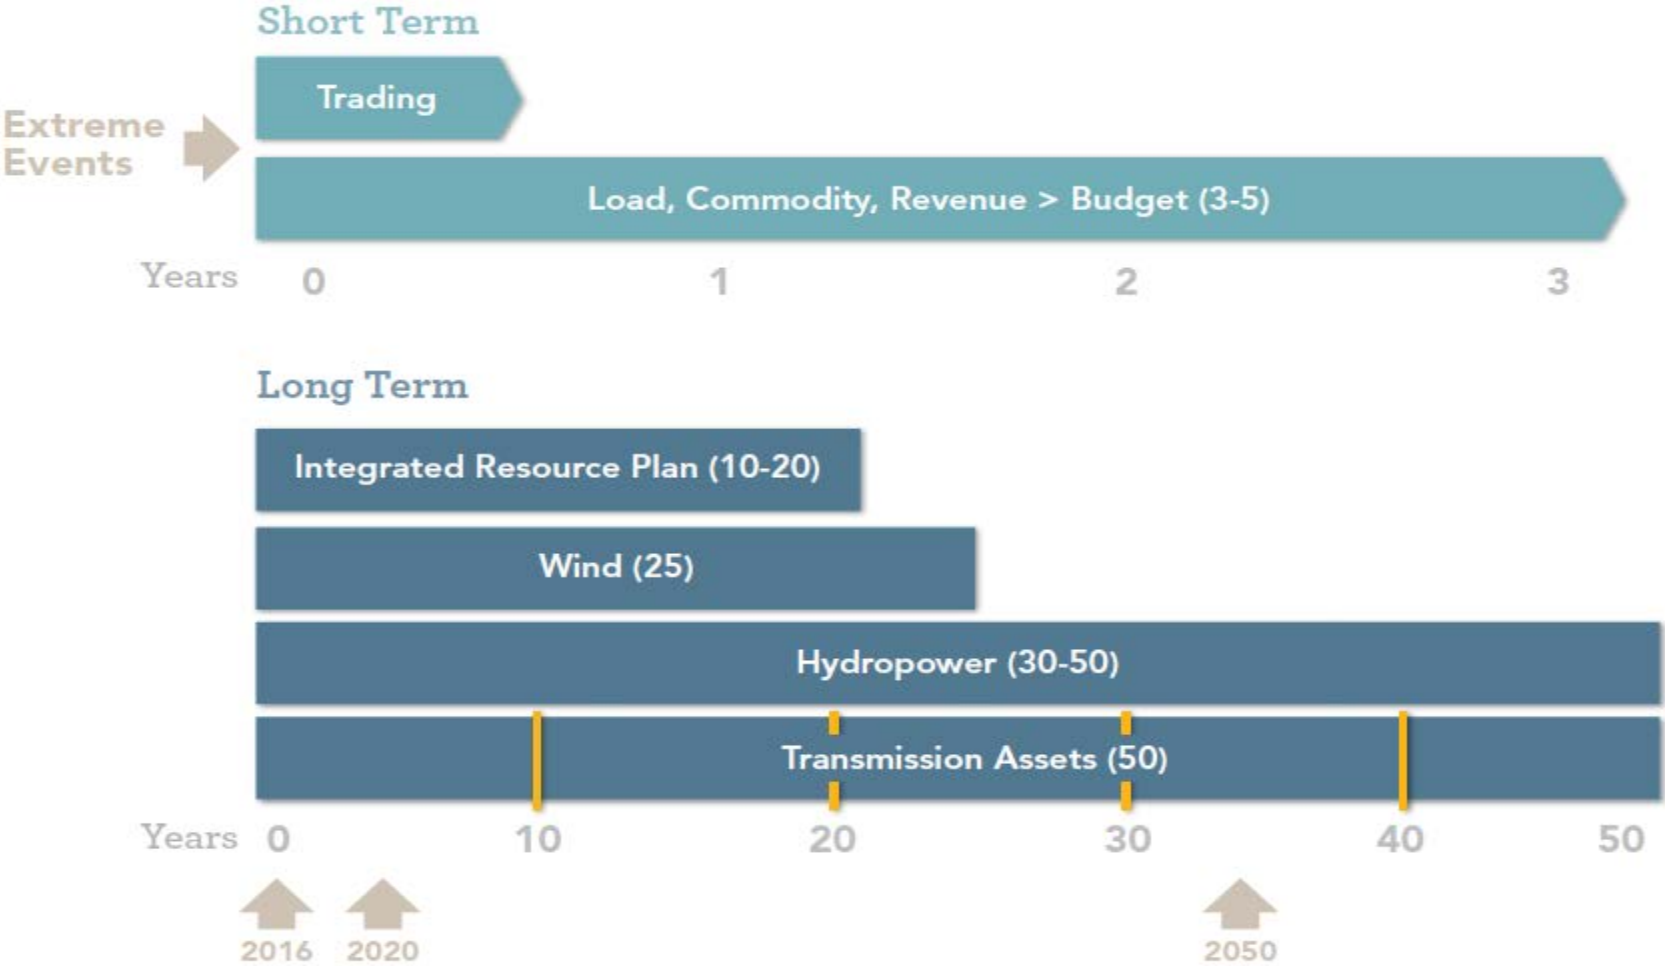 Short Term
Trading
Extreme
Events
Load, Commodity, Revenue > Budget (3-5)
Years 0 1 2 3
Long Term
Integrated Resource Plan (10-20)
Wind (25)
Hydropower (30-50)
Transmission Assets (50)
Years 0 10 20 30 40 50
2016 2020 2050